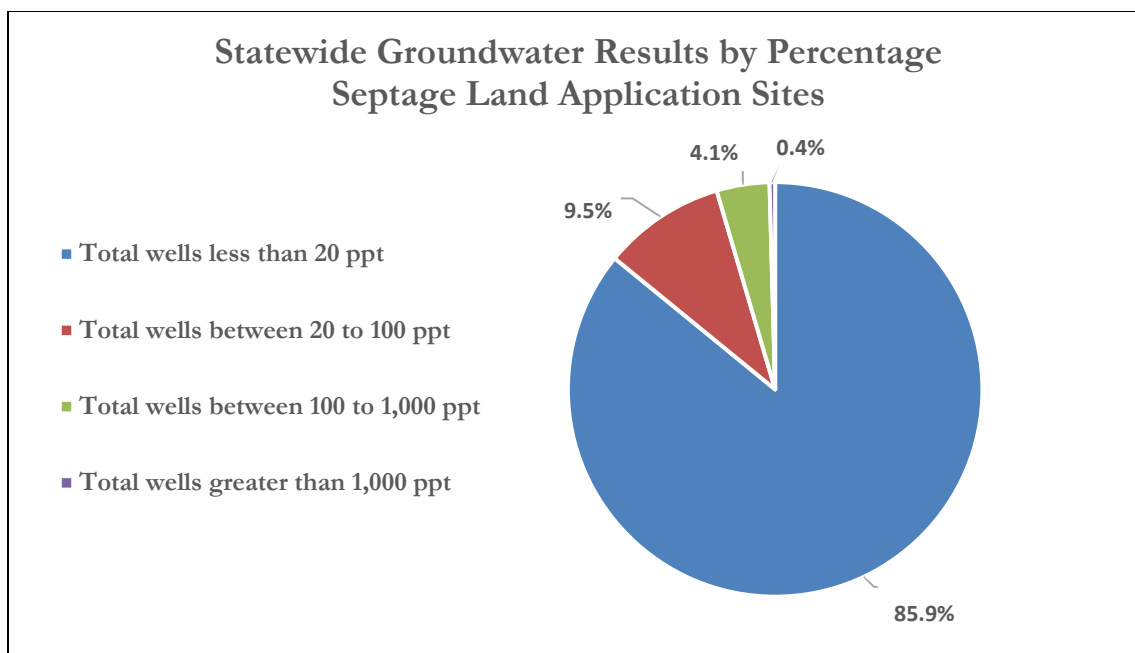 Statewide Groundwater Results by Percentage
Septage Land Application Sites
4.1%
0.4%
9.5%
Total wells less than 20 ppt
Total wells between 20 to 100 ppt
Total wells between 100 to 1,000 ppt
Total wells greater than 1,000 ppt
85.9%